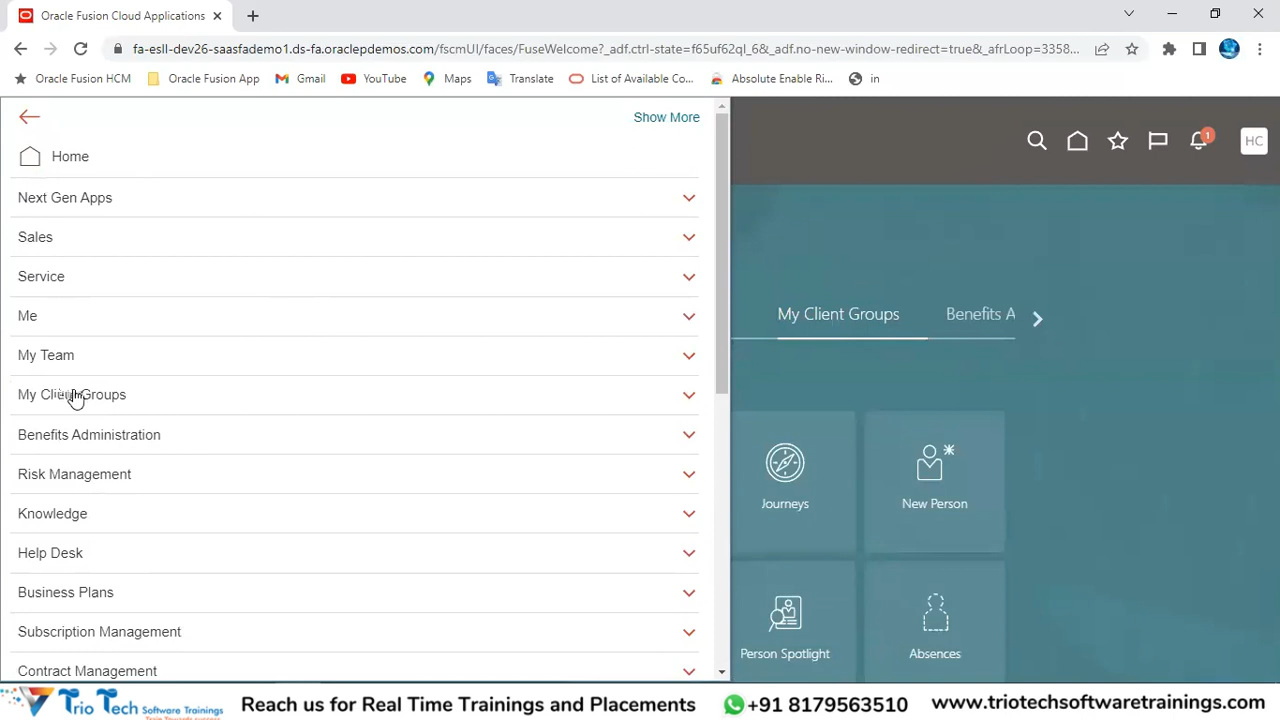 Oracle Fusion Cloud Applications
fa-esll-dev26-saasfademo1.ds-fa.oraclepdemos.com/fscmUI/faces/FuseWelcome?_adf.ctrl-state=f65uf62ql_6&_adf.no-new-window-redirect=true&_afrLoop=3358...
Oracle Fusion HCM Oracle Fusion App Gmail YouTube Maps Translate List of Available Co... Absolute Enable Ri... in
Show More
Home
1
HC
Next Gen Apps
Sales
Service
Me
My Client Groups Benefits A
My Team
My Client Groups
Benefits Administration
Risk Management
Journeys New Person
Knowledge
Help Desk
Business Plans
Subscription Management
Person Spotlight Absences
Contract Management
Trio Tech Software Trainings
Trio Towards success
Reach us for Real Time Trainings and Placements +91 8179563510 www.triotechsoftwaretrainings.com